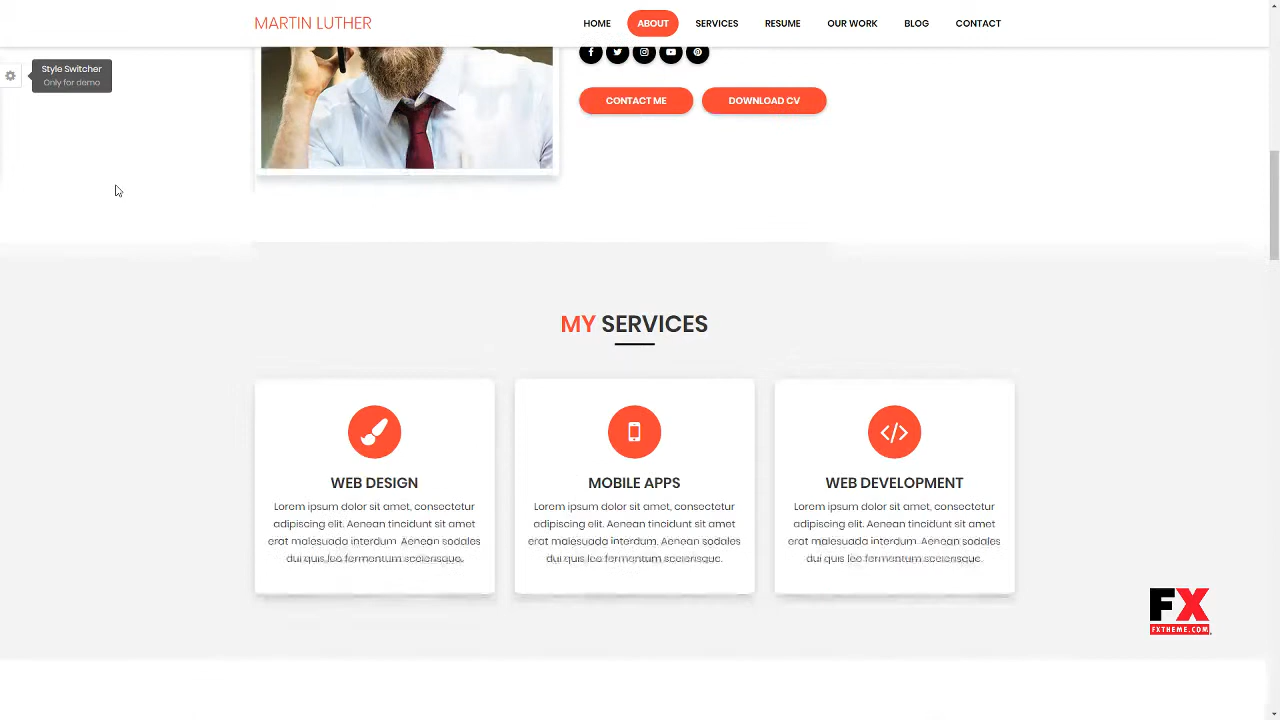 MARTIN LUTHER
HOME ABOUT SERVICES RESUME OUR WORK BLOG CONTACT
Style Switcher
Only for demo
CONTACT ME DOWNLOAD CV
MY SERVICES
WEB DESIGN
Lorem ipsum dolor sit amet, consectetur
adipiscing elit. Aenean tincidunt sit amet
erat malesuada interdum. Aenean sodales
dui quis leo fermentum scelerisque.
MOBILE APPS
Lorem ipsum dolor sit amet, consectetur
adipiscing elit. Aenean tincidunt sit amet
erat malesuada interdum. Aenean sodales
dui quis leo fermentum scelerisque.
WEB DEVELOPMENT
Lorem ipsum dolor sit amet, consectetur
adipiscing elit. Aenean tincidunt sit amet
erat malesuada interdum. Aenean sodales
dui quis leo fermentum scelerisque.
FX
FXTHEME.COM